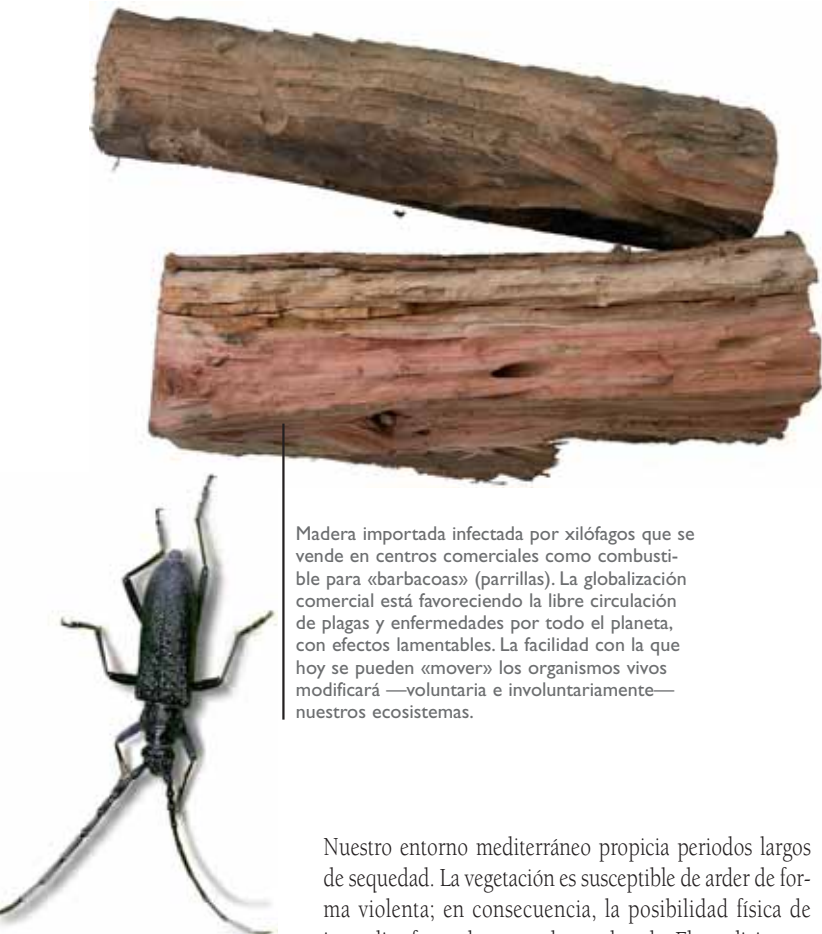 Madera importada infectada por xilófagos que se
vende en centros comerciales como combusti-
ble para «barbacoas» (parrillas). La globalización
comercial está favoreciendo la libre circulación
de plagas y enfermedades por todo el planeta,
con efectos lamentables. La facilidad con la que
hoy se pueden «mover» los organismos vivos
modificará —voluntaria e involuntariamente—
nuestros ecosistemas.
Nuestro entorno mediterráneo propicia periodos largos
de sequedad. La vegetación es susceptible de arder de for-
ma violenta; en consecuencia, la posibilidad física de